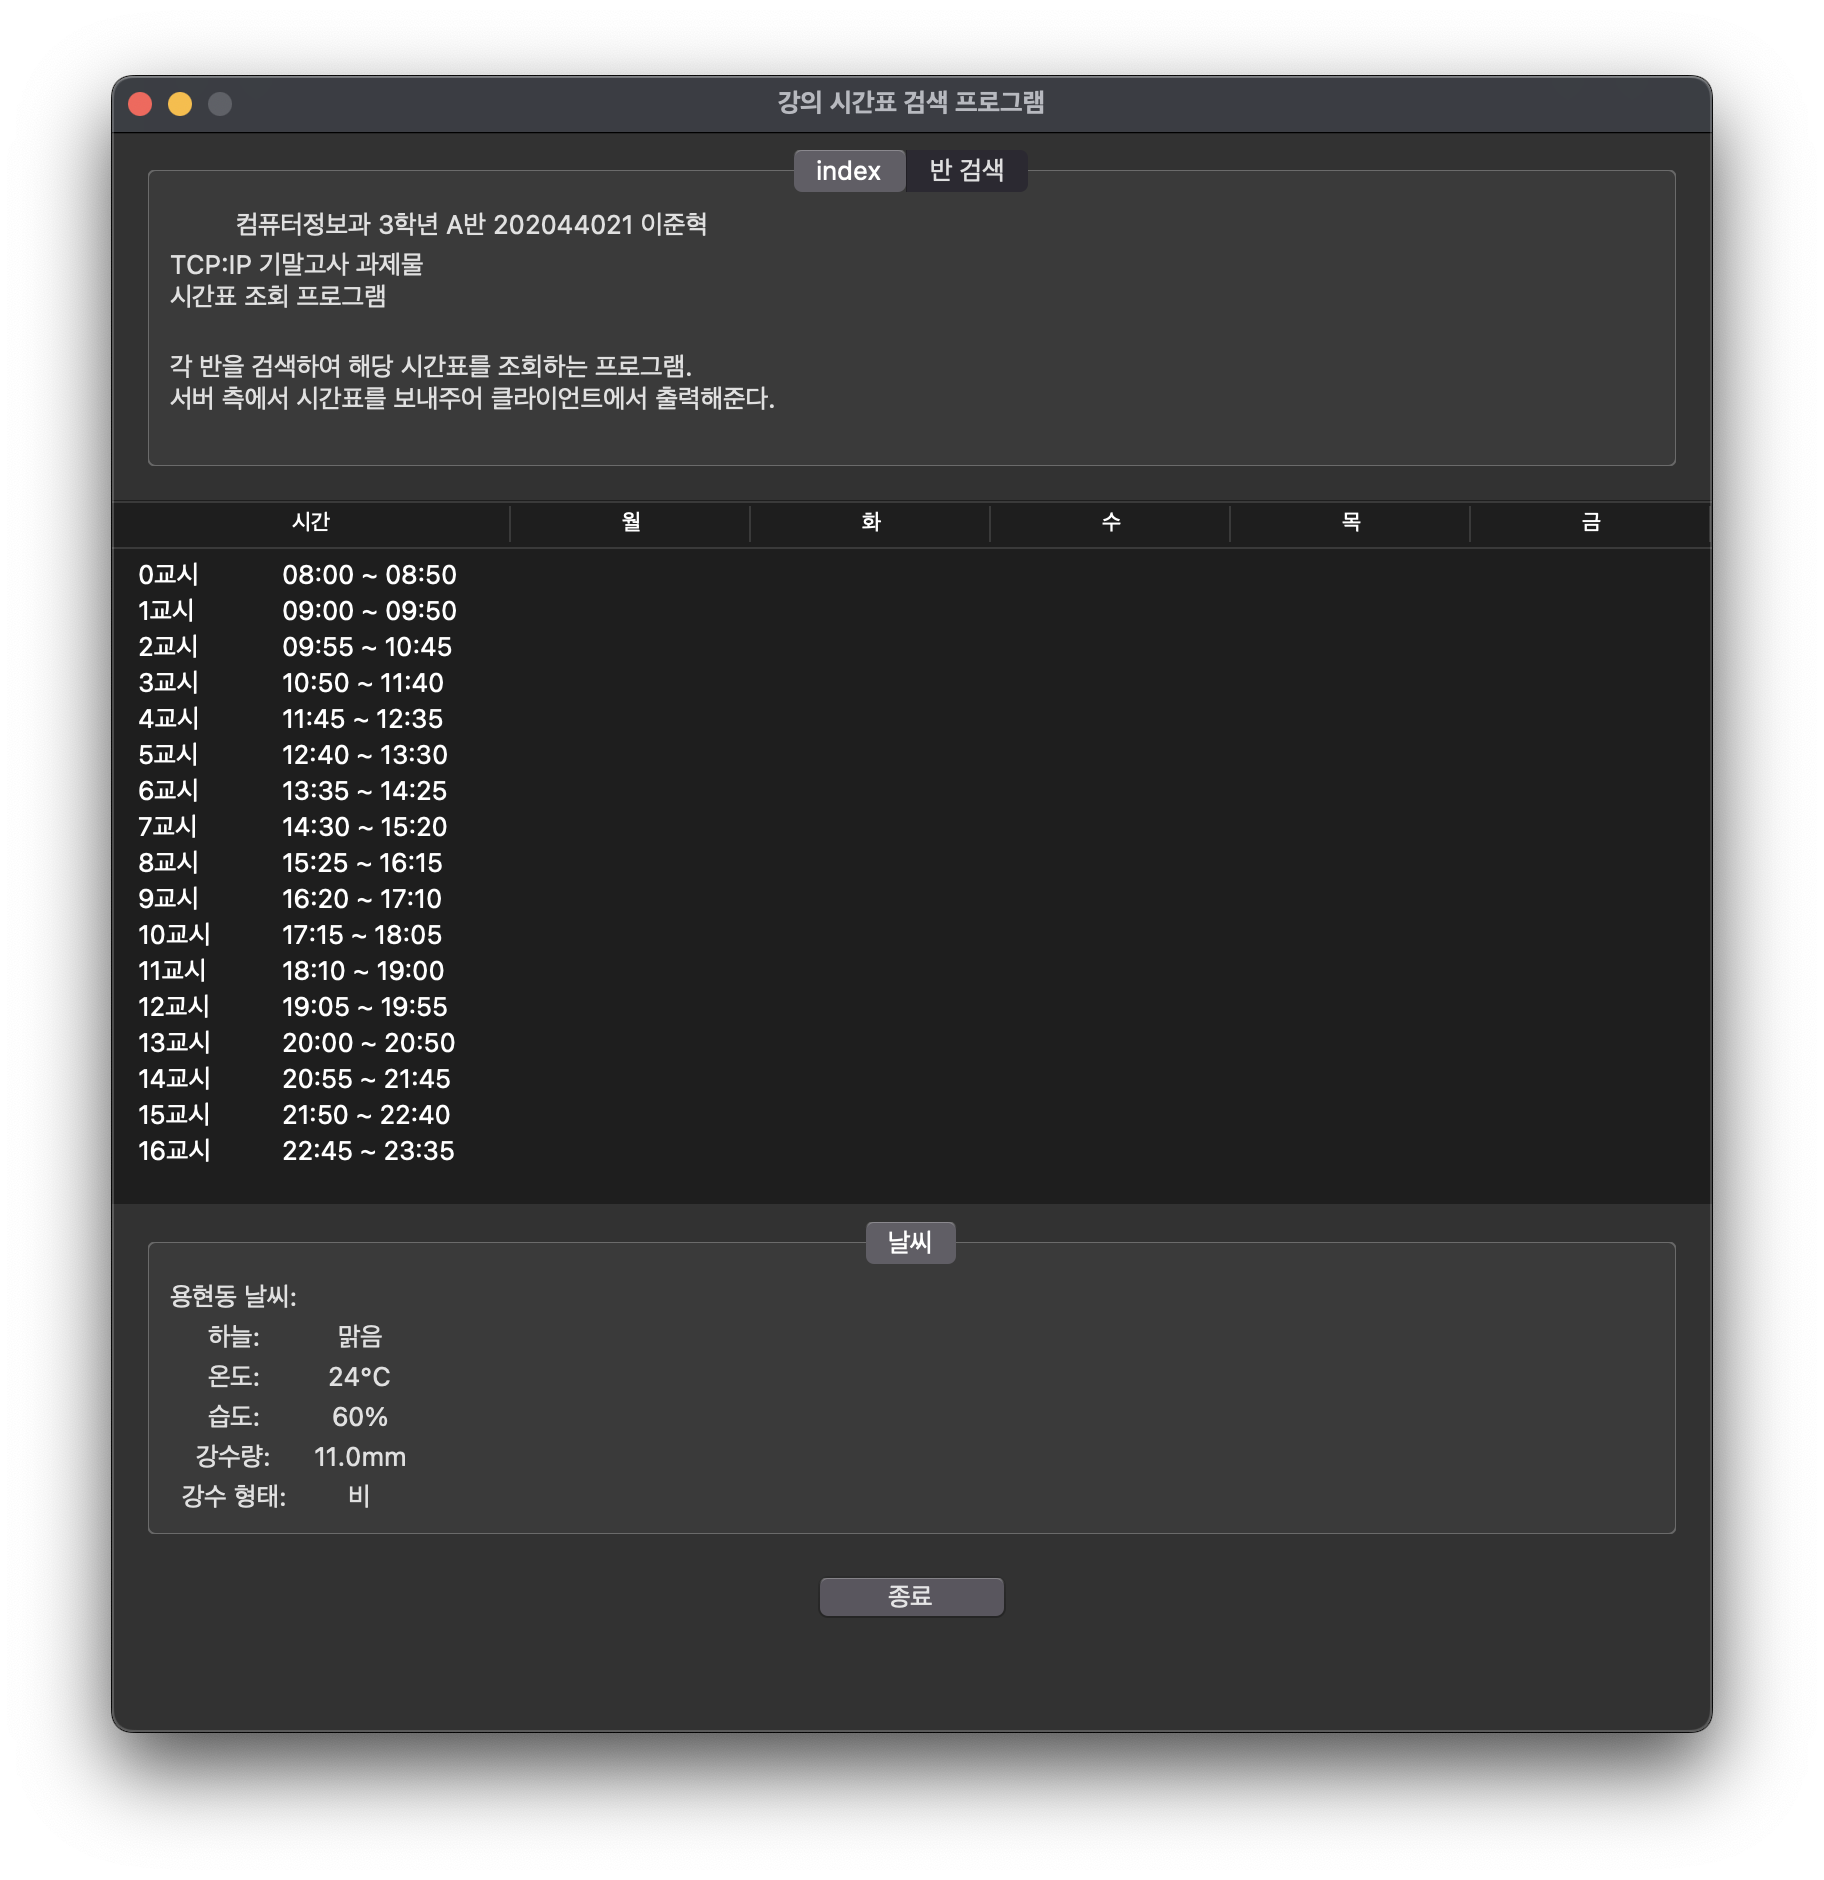 강의 시간표 검색 프로그램
index 반 검색
컴퓨터정보과 3학년 A반 202044021 이준혁
TCP:IP 기말고사 과제물
시간표 조회 프로그램
각 반을 검색하여 해당 시간표를 조회하는 프로그램.
서버 측에서 시간표를 보내주어 클라이언트에서 출력해준다.
시간 월 화 수 목 금
0교시 08:00 ~ 08:50
1교시 09:00 ~ 09:50
2교시 09:55 ~ 10:45
3교시 10:50 ~ 11:40
4교시 11:45 ~ 12:35
5교시 12:40 ~ 13:30
6교시 13:35 ~ 14:25
7교시 14:30 ~ 15:20
8교시 15:25 ~ 16:15
9교시 16:20 ~ 17:10
10교시 17:15 ~ 18:05
11교시 18:10 ~ 19:00
12교시 19:05 ~ 19:55
13교시 20:00 ~ 20:50
14교시 20:55 ~ 21:45
15교시 21:50 ~ 22:40
16교시 22:45 ~ 23:35
날씨
용현동 날씨:
하늘: 맑음
온도: 24°C
습도: 60%
강수량: 11.0mm
강수 형태: 비
종료